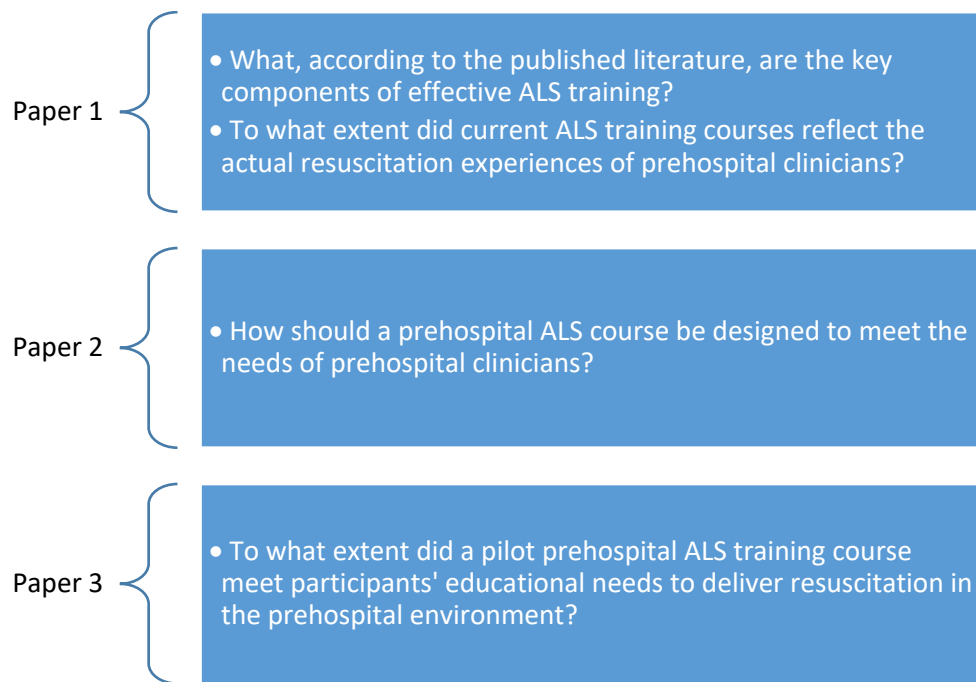 Paper 1
• What, according to the published literature, are the key
components of effective ALS training?
• To what extent did current ALS training courses reflect the
actual resuscitation experiences of prehospital clinicians?
Paper 2
• How should a prehospital ALS course be designed to meet the
needs of prehospital clinicians?
Paper 3
• To what extent did a pilot prehospital ALS training course
meet participants' educational needs to deliver resuscitation in
the prehospital environment?